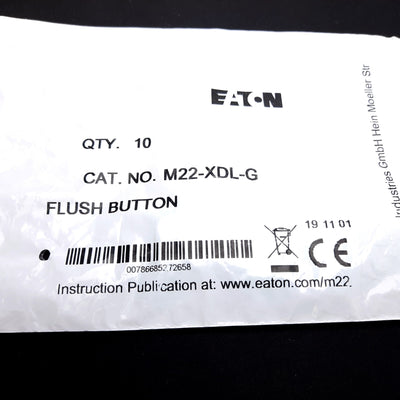 EATON
QTY. 10
CAT. NO. M22-XDL-G
FLUSH BUTTON
19 11 01
CE
Instruction Publication at: www.eaton.com/m22.
Industries GmbH Hein Moeller Str